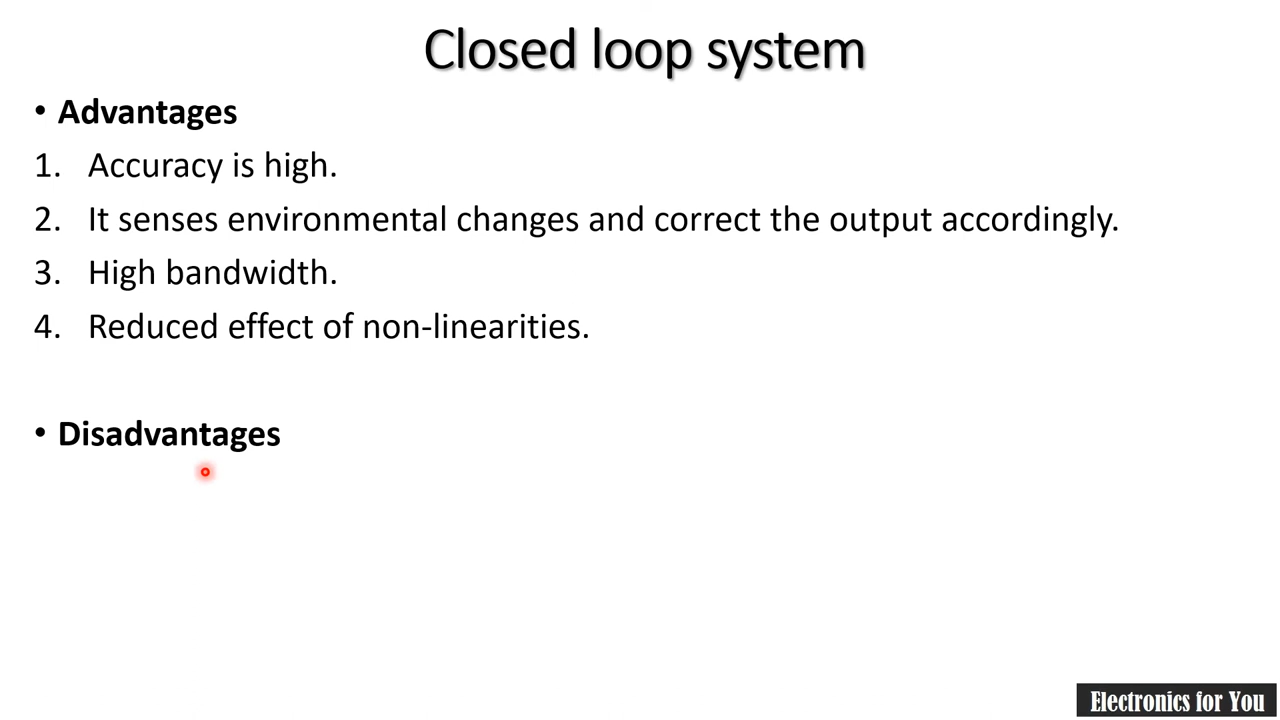 Closed loop system
• Advantages
1. Accuracy is high.
2. It senses environmental changes and correct the output accordingly.
3. High bandwidth.
4. Reduced effect of non-linearities.
• Disadvantages
Electronics for You